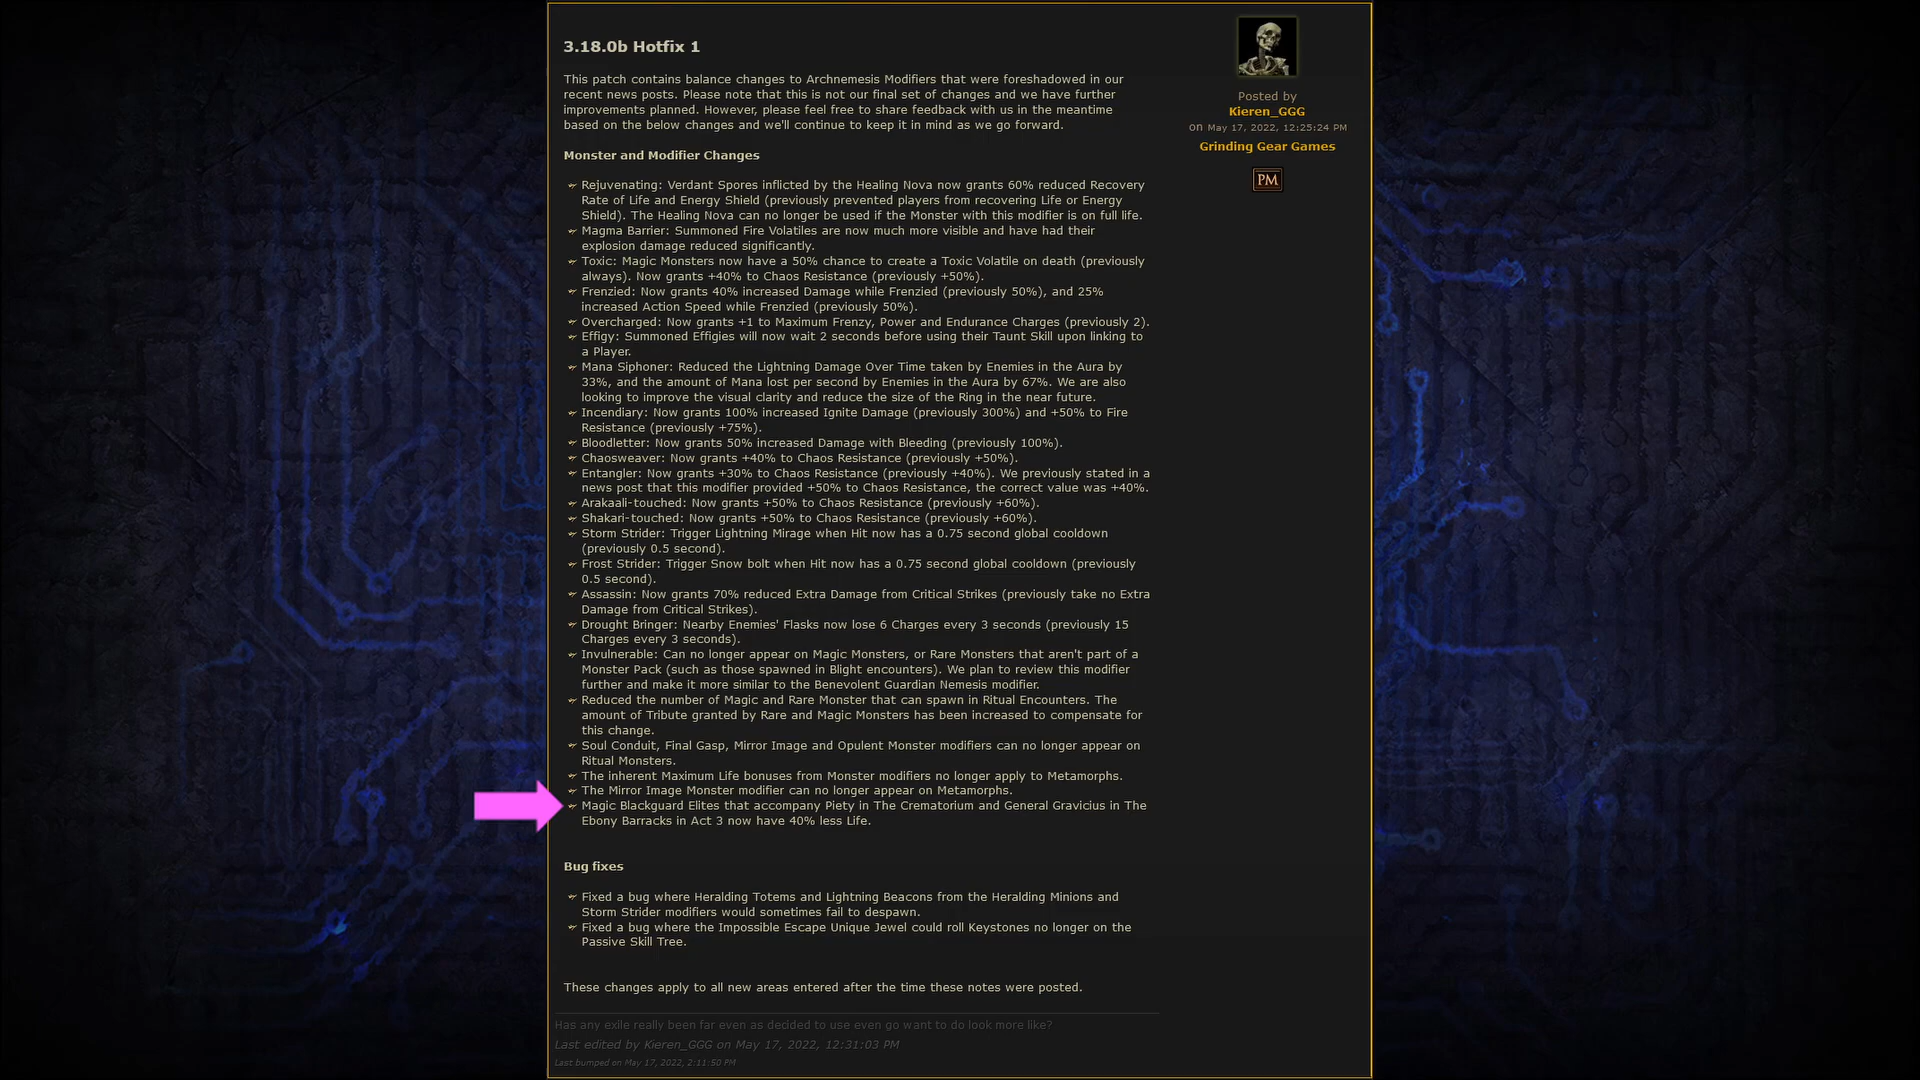 3.18.0b Hotfix 1
This patch contains balance changes to Archnemesis Modifiers that were foreshadowed in our
recent news posts. Please note that this is not our final set of changes and we have further
improvements planned. However, please feel free to share feedback with us in the meantime
based on the below changes and we'll continue to keep it in mind as we go forward.
Monster and Modifier Changes
Rejuvenating: Verdant Spores inflicted by the Healing Nova now grants 60% reduced Recovery
Rate of Life and Energy Shield (previously prevented players from recovering Life or Energy
Shield). The Healing Nova can no longer be used if the Monster with this modifier is on full life.
Magma Barrier: Summoned Fire Volatiles are now much more visible and have had their
explosion damage reduced significantly.
Toxic: Magic Monsters now have a 50% chance to create a Toxic Volatile on death (previously
always). Now grants +40% to Chaos Resistance (previously +50%).
Frenzied: Now grants 40% increased Damage while Frenzied (previously 50%), and 25%
increased Action Speed while Frenzied (previously 50%).
Overcharged: Now grants +1 to Maximum Frenzy, Power and Endurance Charges (previously 2).
Effigy: Summoned Effigies will now wait 2 seconds before using their Taunt Skill upon linking to
a Player.
Mana Siphoner: Reduced the Lightning Damage Over Time taken by Enemies in the Aura by
33%, and the amount of Mana lost per second by Enemies in the Aura by 67%. We are also
looking to improve the visual clarity and reduce the size of the Ring in the near future.
Incendiary: Now grants 100% increased Ignite Damage (previously 300%) and +50% to Fire
Resistance (previously +75%).
Bloodletter: Now grants 50% increased Damage with Bleeding (previously 100%).
Chaosweaver: Now grants +40% to Chaos Resistance (previously +50%).
Entangler: Now grants +30% to Chaos Resistance (previously +40%). We previously stated in a
news post that this modifier provided +50% to Chaos Resistance, the correct value was +40%.
Arakaali-touched: Now grants +50% to Chaos Resistance (previously +60%).
Shakari-touched: Now grants +50% to Chaos Resistance (previously +60%).
Storm Strider: Trigger Lightning Mirage when Hit now has a 0.75 second global cooldown
(previously 0.5 second).
Frost Strider: Trigger Snow bolt when Hit now has a 0.75 second global cooldown (previously
0.5 second).
Assassin: Now grants 70% reduced Extra Damage from Critical Strikes (previously take no Extra
Damage from Critical Strikes).
Drought Bringer: Nearby Enemies' Flasks now lose 6 Charges every 3 seconds (previously 15
Charges every 3 seconds).
Invulnerable: Can no longer appear on Magic Monsters, or Rare Monsters that aren't part of a
Monster Pack (such as those spawned in Blight encounters). We plan to review this modifier
further and make it more similar to the Benevolent Guardian Nemesis modifier.
Reduced the number of Magic and Rare Monster that can spawn in Ritual Encounters. The
amount of Tribute granted by Rare and Magic Monsters has been increased to compensate for
this change.
Soul Conduit, Final Gasp, Mirror Image and Opulent Monster modifiers can no longer appear on
Ritual Monsters.
The inherent Maximum Life bonuses from Monster modifiers no longer apply to Metamorphs.
The Mirror Image Monster modifier can no longer appear on Metamorphs.
Magic Blackguard Elites that accompany Piety in The Crematorium and General Gravicius in The
Ebony Barracks in Act 3 now have 40% less Life.
Bug fixes
Fixed a bug where Heralding Totems and Lightning Beacons from the Heralding Minions and
Storm Strider modifiers would sometimes fail to despawn.
Fixed a bug where the Impossible Escape Unique Jewel could roll Keystones no longer on the
Passive Skill Tree.
These changes apply to all new areas entered after the time these notes were posted.
Has any exile really been far even as decided to use even go want to do look more like?
Last edited by Kieren_GGG on May 17, 2022, 12:31:03 PM
Last bumped on May 17, 2022, 2:11:50 PM
Posted by
Kieren_GGG
on May 17, 2022, 12:25:24 PM
Grinding Gear Games
PM